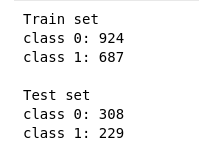 Train set
class 0: 924
class 1: 687

Test set
class 0: 308
class 1: 229